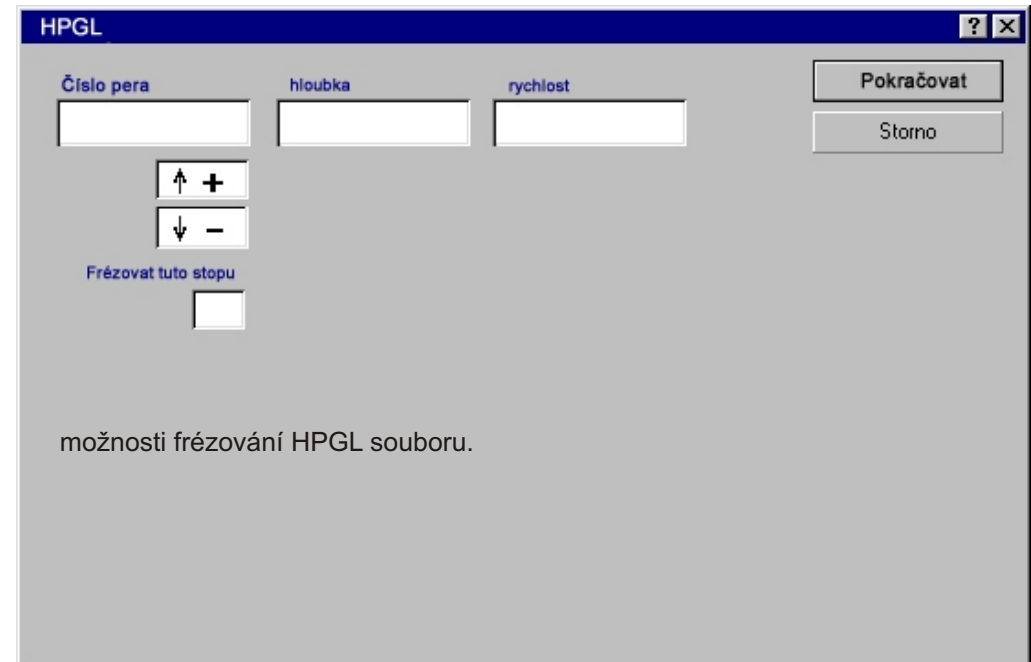 HPGL
Číslo pera hloubka rychlost Pokračovat
Storno
↑ +
↓ −
Frézovat tuto stopu
možnosti frézování HPGL souboru.